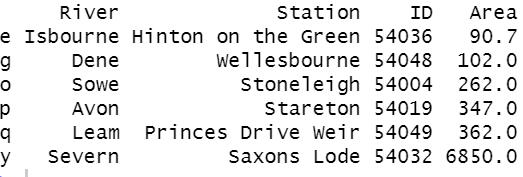 River Station ID Area
e Isbourne Hinton on the Green 54036 90.7
g Dene Wellesbourne 54048 102.0
o Sowe Stoneleigh 54004 262.0
p Avon Stareton 54019 347.0
q Leam Princes Drive Weir 54049 362.0
y Severn Saxons Lode 54032 6850.0